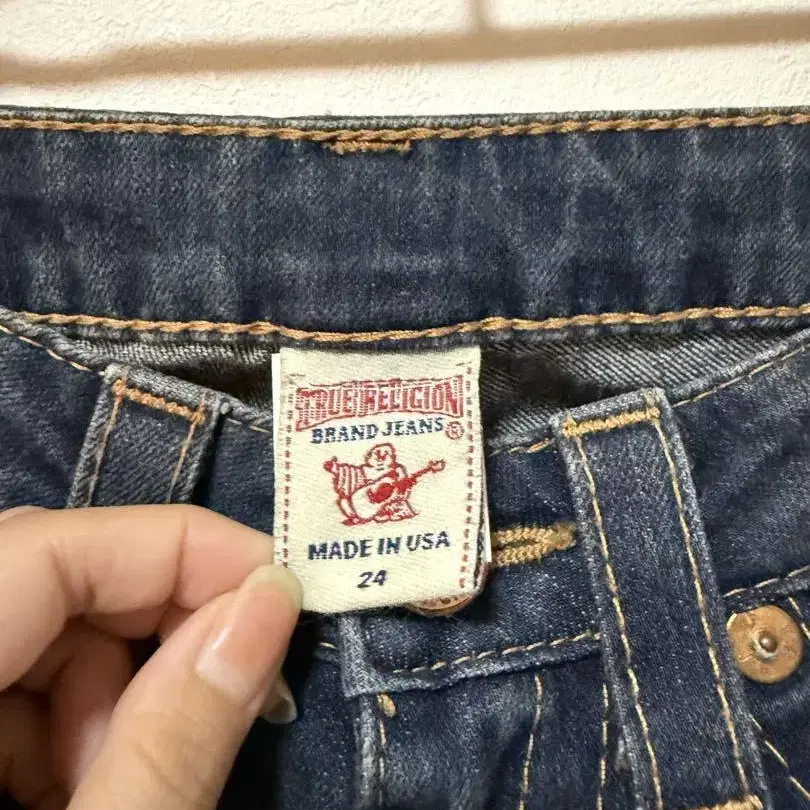 TRUE RELIGION
BRAND JEANS ®
MADE IN USA
24